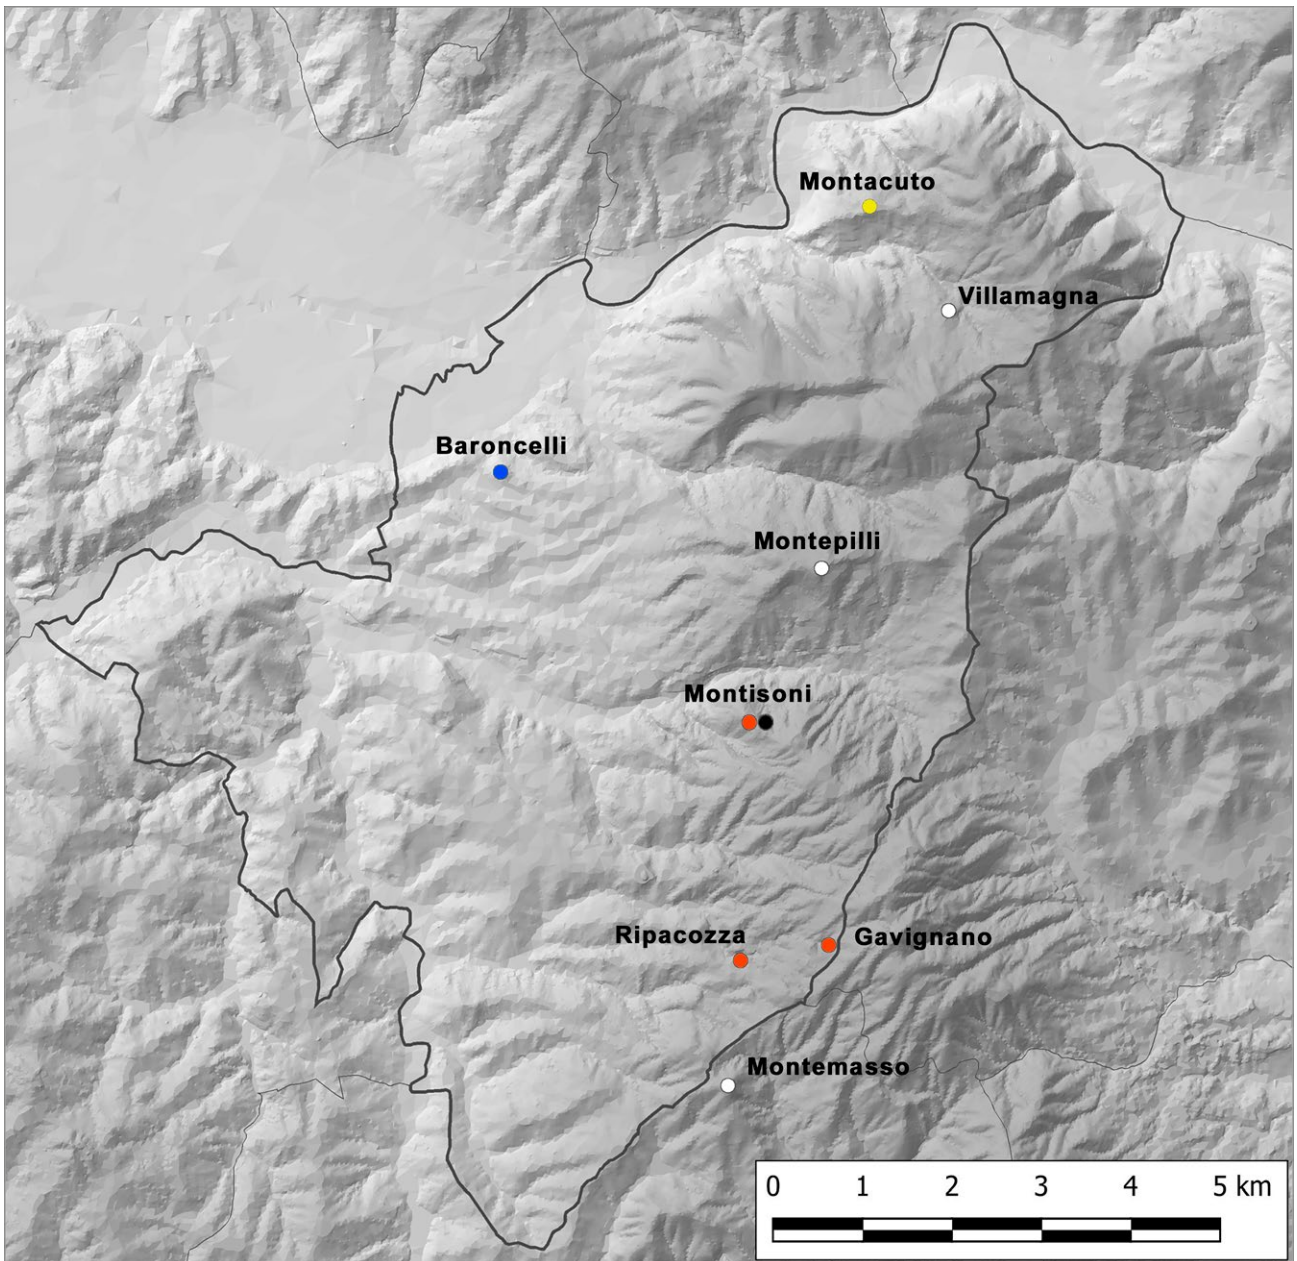 Montacuto
Villamagna
Baroncelli
Montepilli
Montisoni
Ripacozza
Gavignano
Montemasso
0 1 2 3 4 5 km